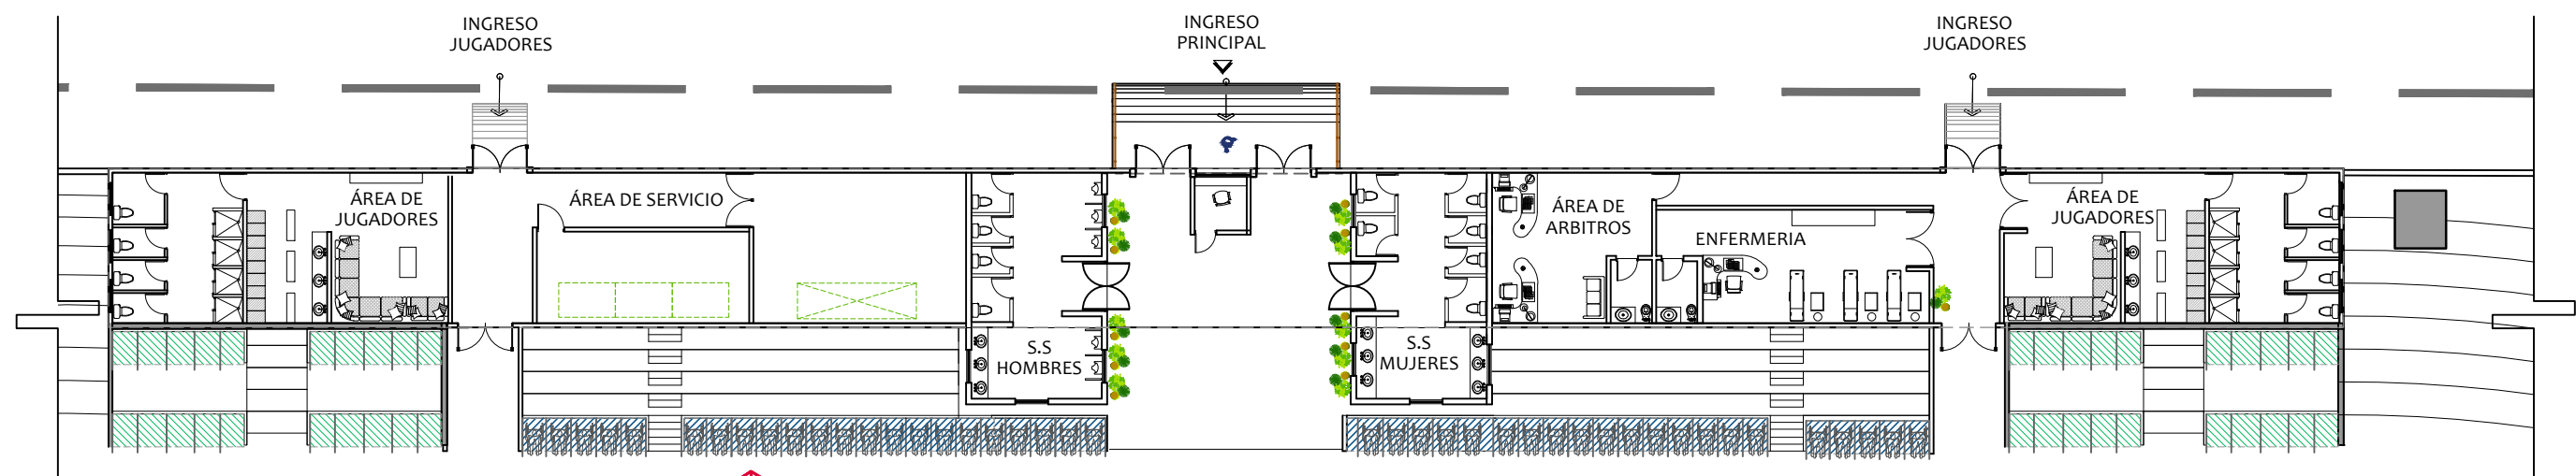 INGRESO
JUGADORES
INGRESO
PRINCIPAL
INGRESO
JUGADORES
ÁREA DE
JUGADORES
ÁREA DE SERVICIO
ÁREA DE
ARBITROS
ENFERMERIA
ÁREA DE
JUGADORES
S.S
HOMBRES
S.S
MUJERES